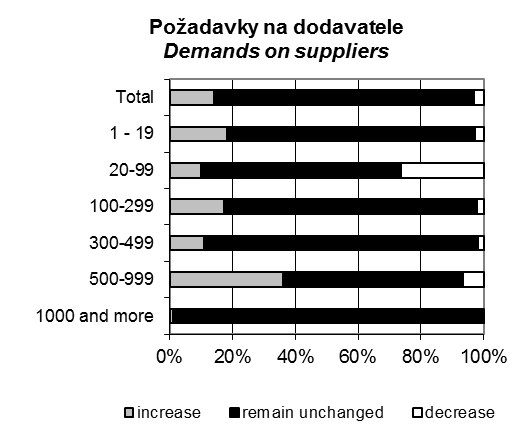 Požadavky na dodavatele
Demands on suppliers
Total
1 - 19
20-99
100-299
300-499
500-999
1000 and more
0% 20% 40% 60% 80% 100%
increase remain unchanged decrease